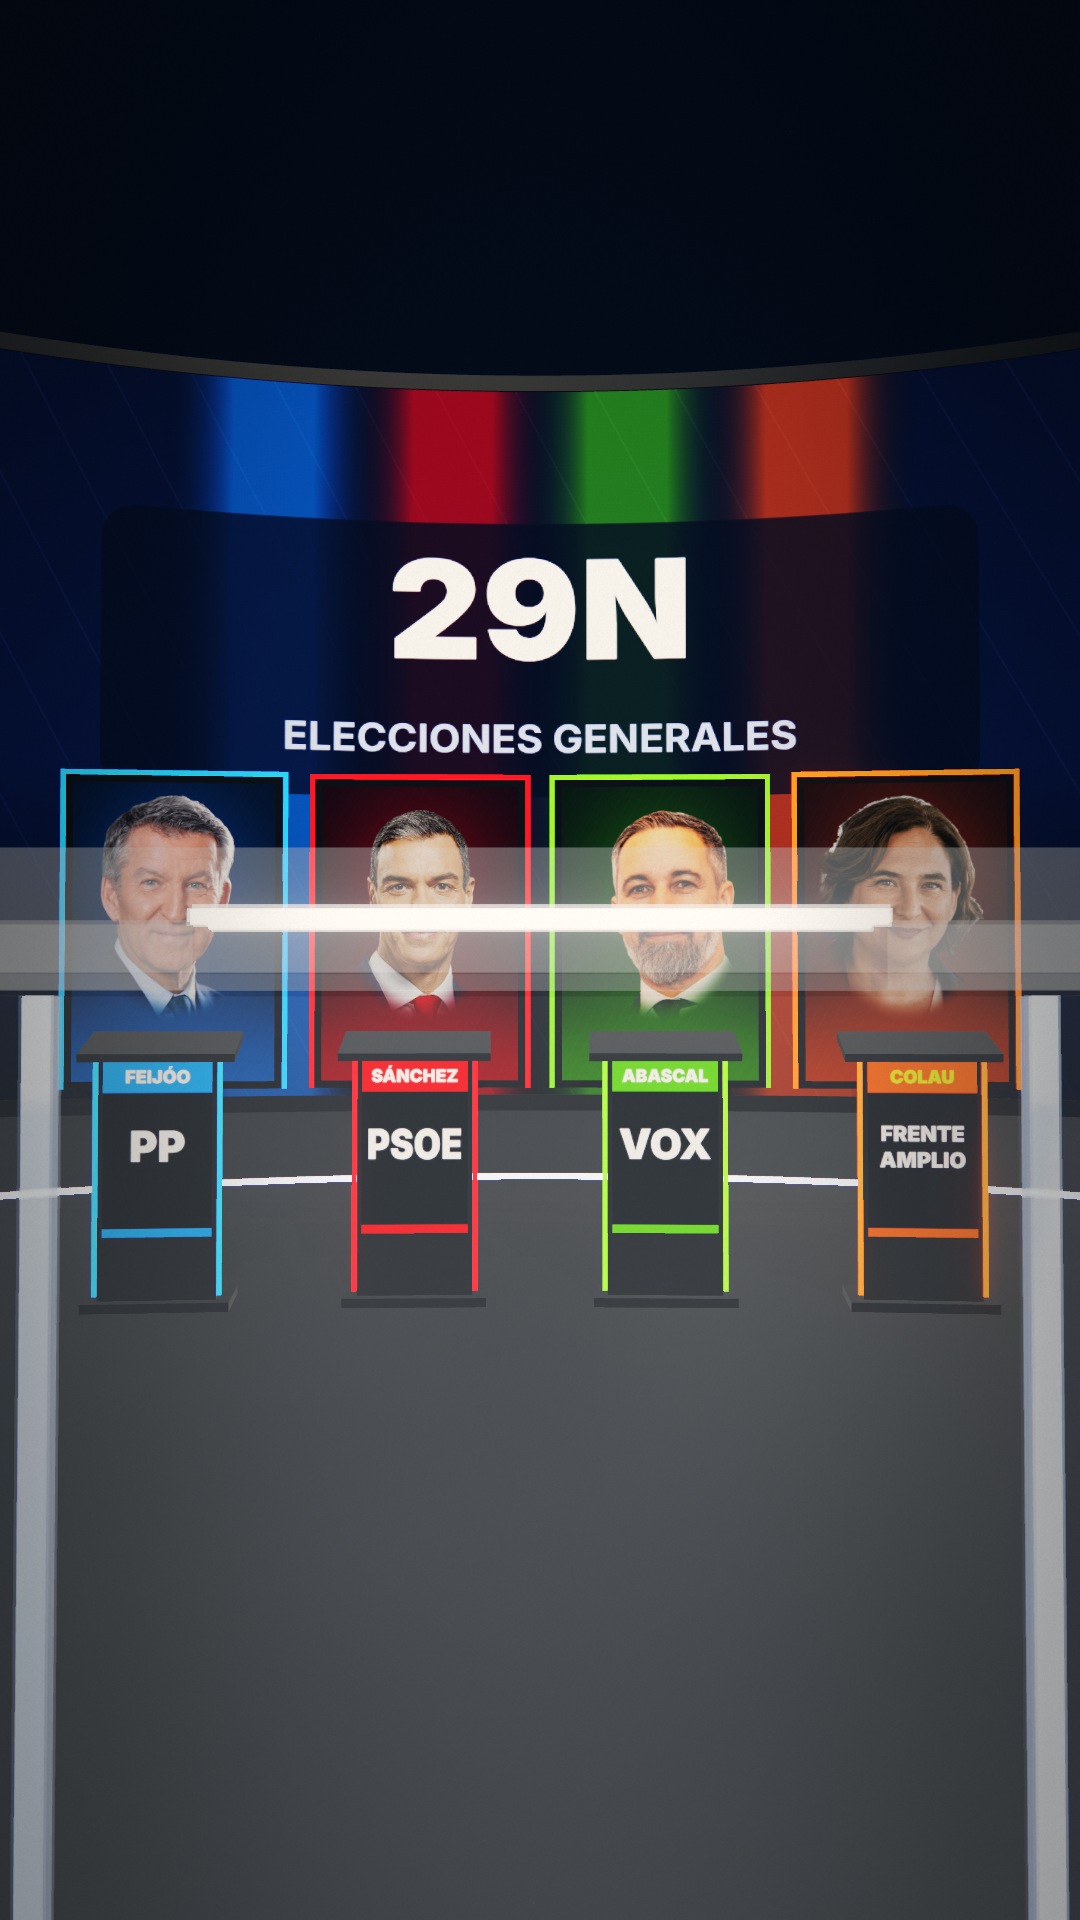 29N
ELECCIONES GENERALES
FEIJÓO
SÁNCHEZ
ABASCAL
COLAU
PP
PSOE
VOX
FRENTE
AMPLIO